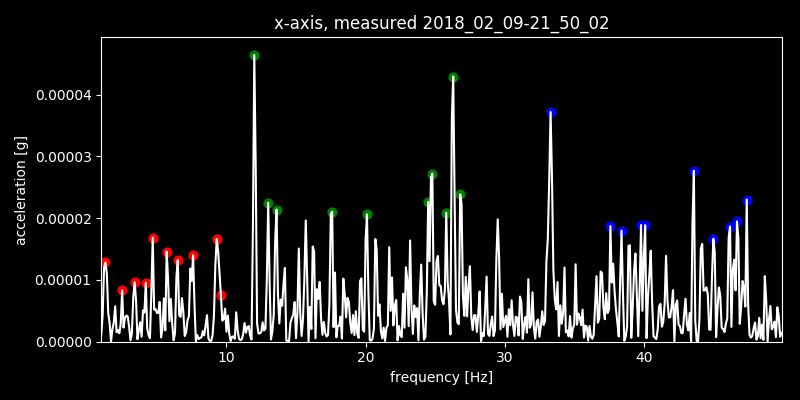 x-axis, measured 2018_02_09-21_50_02
0.00004
0.00003
0.00002
0.00001
0.00000
acceleration [g]
10 20 30 40
frequency [Hz]